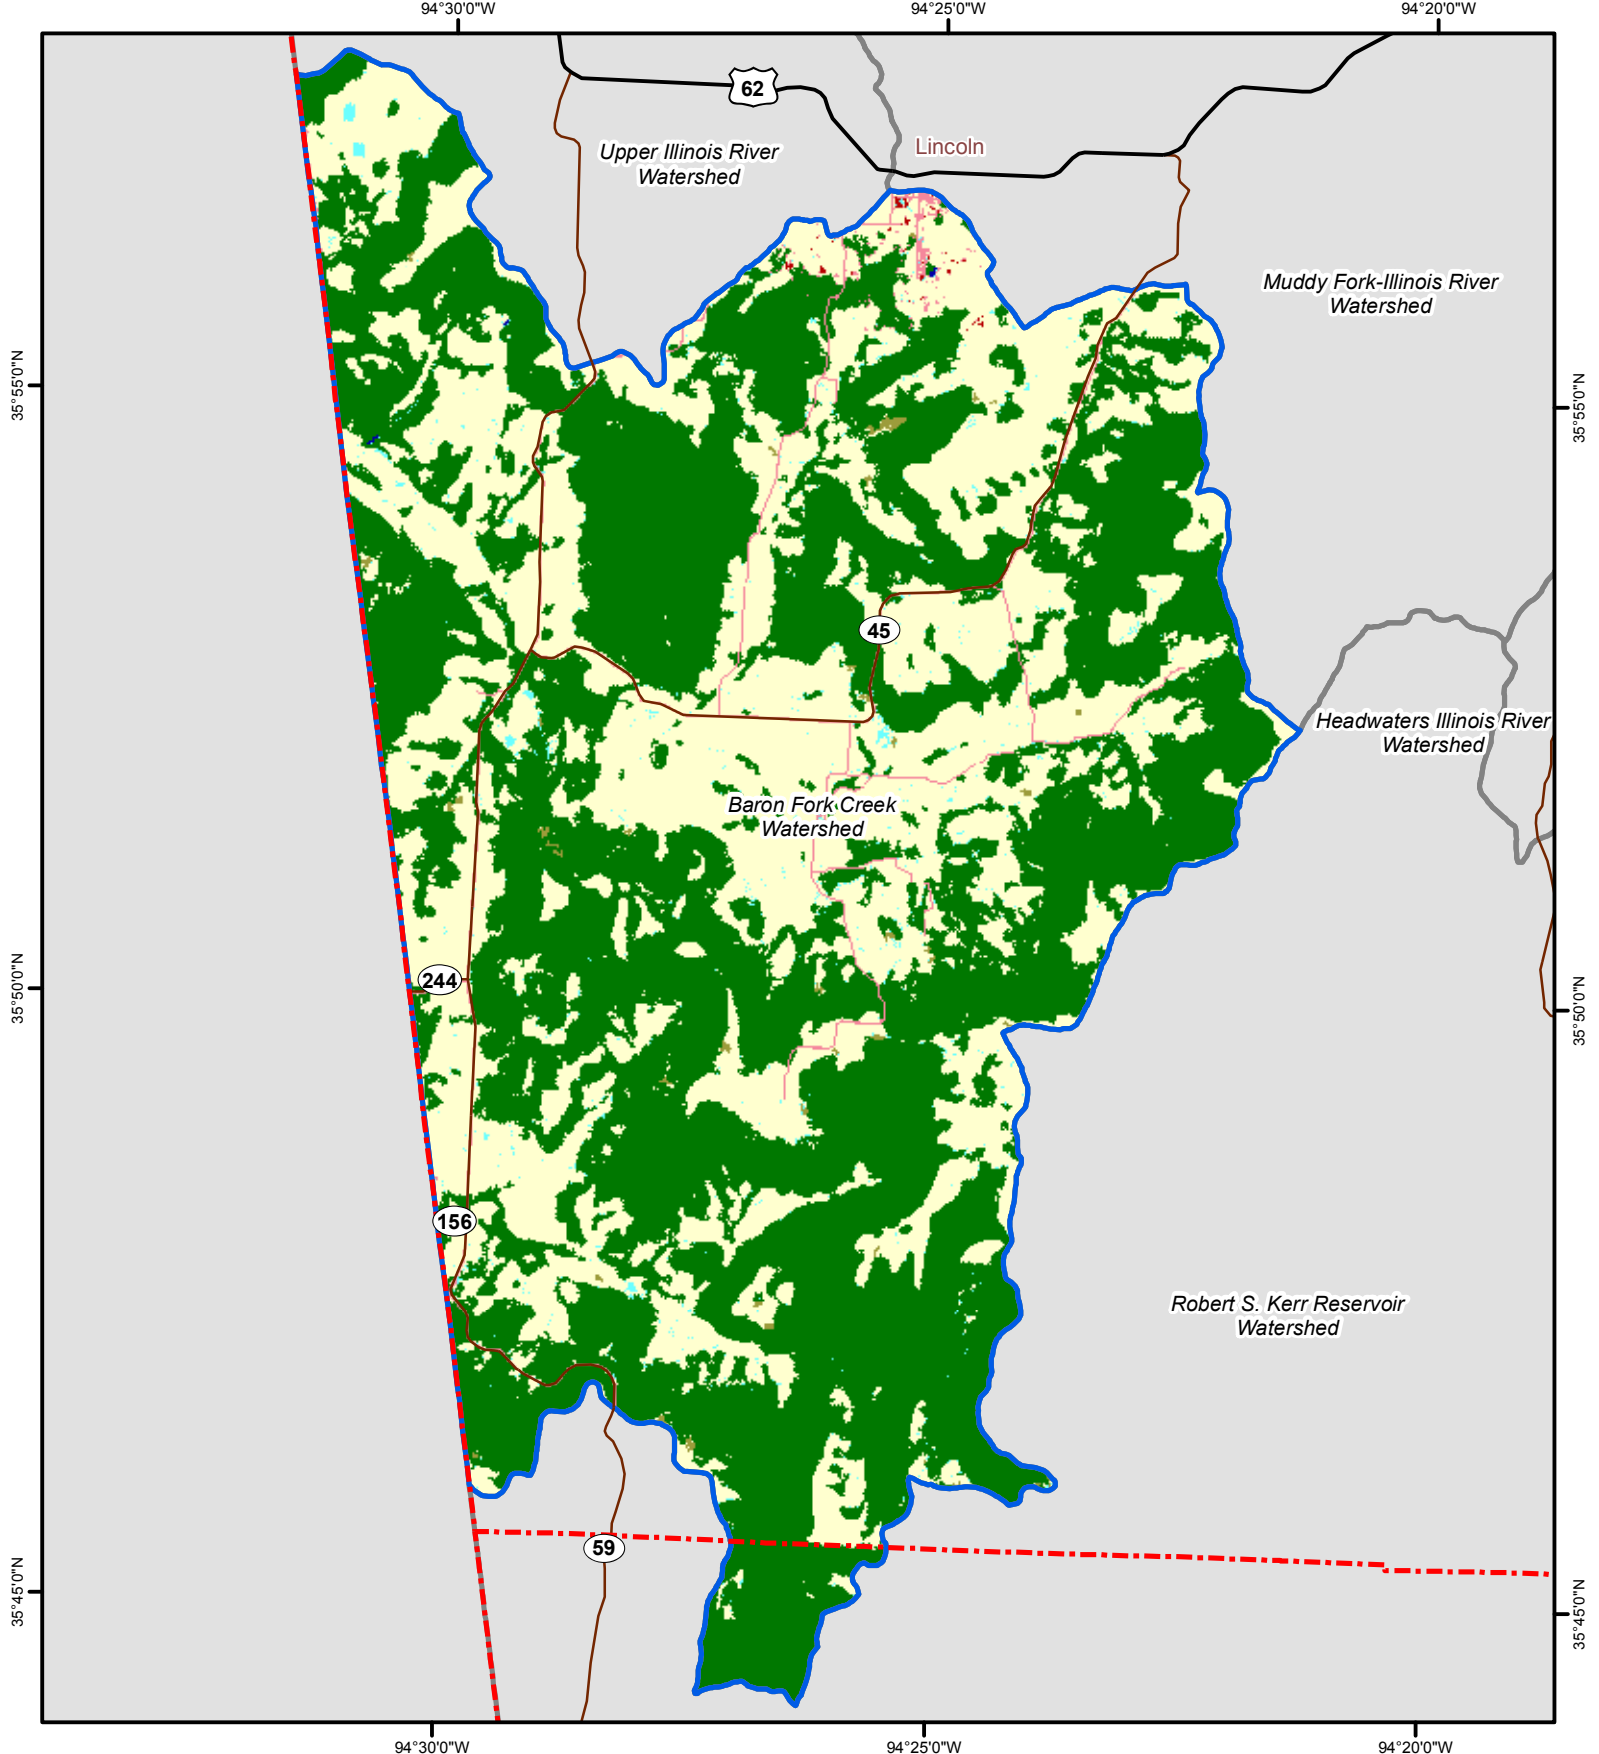 94°30'0"W
94°25'0"W
94°20'0"W
62
Lincoln
Upper Illinois River
Watershed
Muddy Fork-Illinois River
Watershed
35°55'0"N
35°55'0"N
45
Headwaters Illinois River
Watershed
Baron Fork Creek
Watershed
244
35°50'0"N
35°50'0"N
156
Robert S. Kerr Reservoir
Watershed
59
35°45'0"N
35°45'0"N
94°30'0"W
94°25'0"W
94°20'0"W